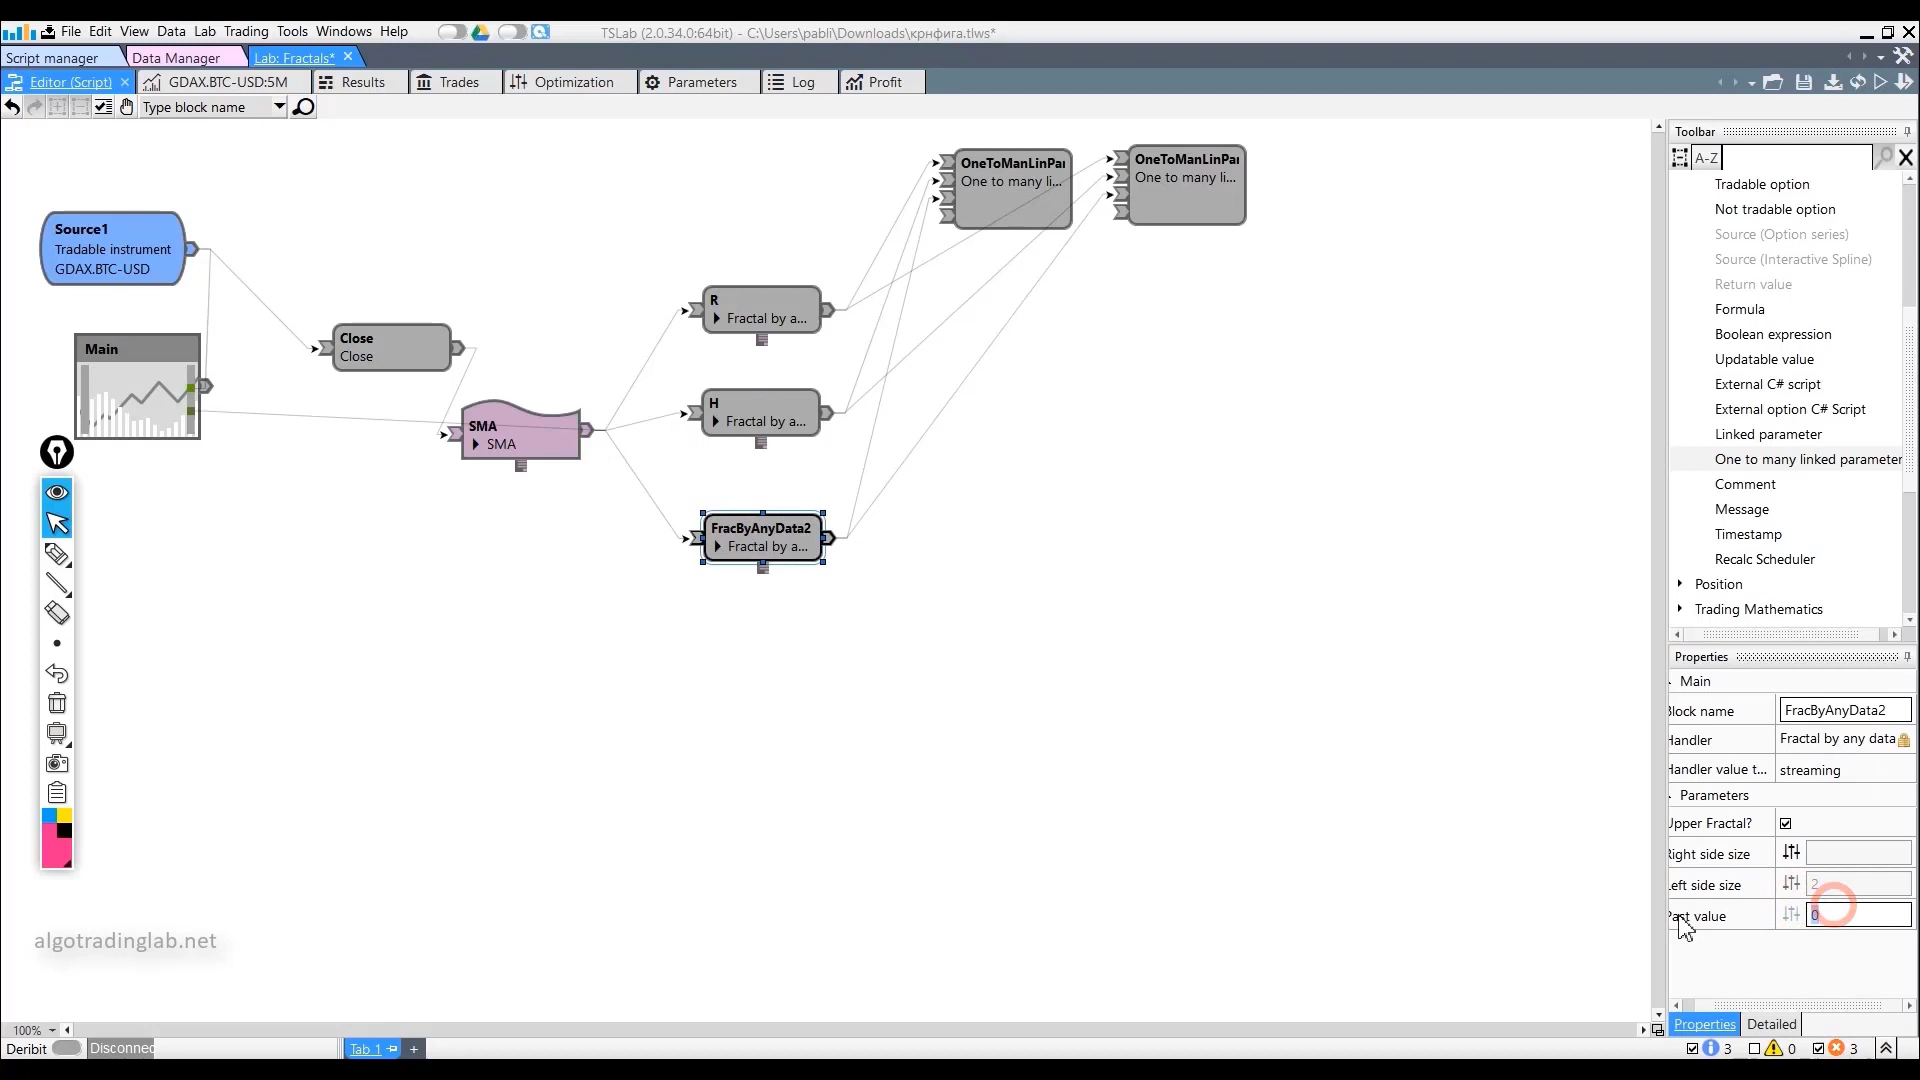 File Edit View Data Lab Trading Tools Windows Help
TSLab (2.0.34.0:64bit) - C:\Users\pabli\Downloads\крнфига.tlws*
Script manager
Data Manager
Lab: Fractals*
Editor (Script)
GDAX.BTC-USD:5M
Results
Trades
Optimization
Parameters
Log
Profit
Type block name
Source1
Tradable instrument
GDAX.BTC-USD
Main
Close
Close
SMA
SMA
R
Fractal by a...
H
Fractal by a...
FracByAnyData2
Fractal by a...
OneToManLinPar
One to many li...
OneToManLinPar
One to many li...
algotradinglab.net
Toolbar
A-Z
Tradable option
Not tradable option
Source (Option series)
Source (Interactive Spline)
Return value
Formula
Boolean expression
Updatable value
External C# script
External option C# Script
Linked parameter
One to many linked parameter
Comment
Message
Timestamp
Recalc Scheduler
Position
Trading Mathematics
Properties
Main
Block name
FracByAnyData2
Handler
Fractal by any data
Handler value t...
streaming
Parameters
Upper Fractal?
Right side size
Left side size
2
Past value
0
Properties
Detailed
100%
Deribit
Disconnec
Tab 1
+
3
0
3